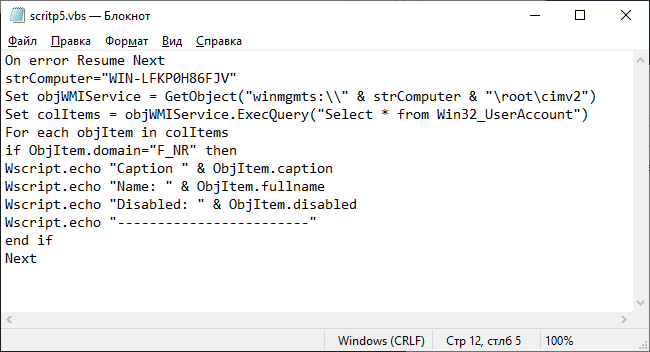 scritp5.vbs — Блокнот
Файл Правка Формат Вид Справка
On error Resume Next
strComputer="WIN-LFKP0H86FJV"
Set objWMIService = GetObject("winmgmts:\\" & strComputer & "\root\cimv2")
Set colItems = objWMIService.ExecQuery("Select * from Win32_UserAccount")
For each objItem in colItems
if ObjItem.domain="F_NR" then
Wscript.echo "Caption " & ObjItem.caption
Wscript.echo "Name: " & ObjItem.fullname
Wscript.echo "Disabled: " & ObjItem.disabled
Wscript.echo "------------------------"
end if
Next
Windows (CRLF) Стр 12, стлб 5 100%